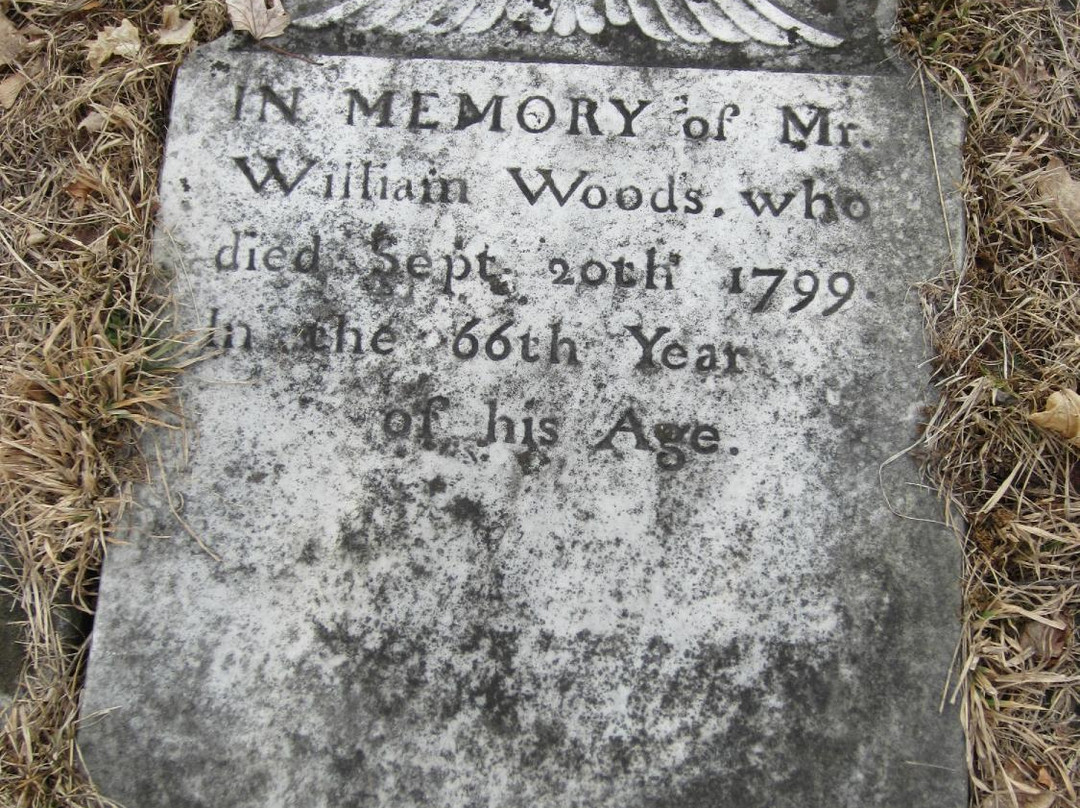 IN MEMORY of Mr.
William Woods, who
died Sept. 20th 1799.
In the 66th Year
of his Age.